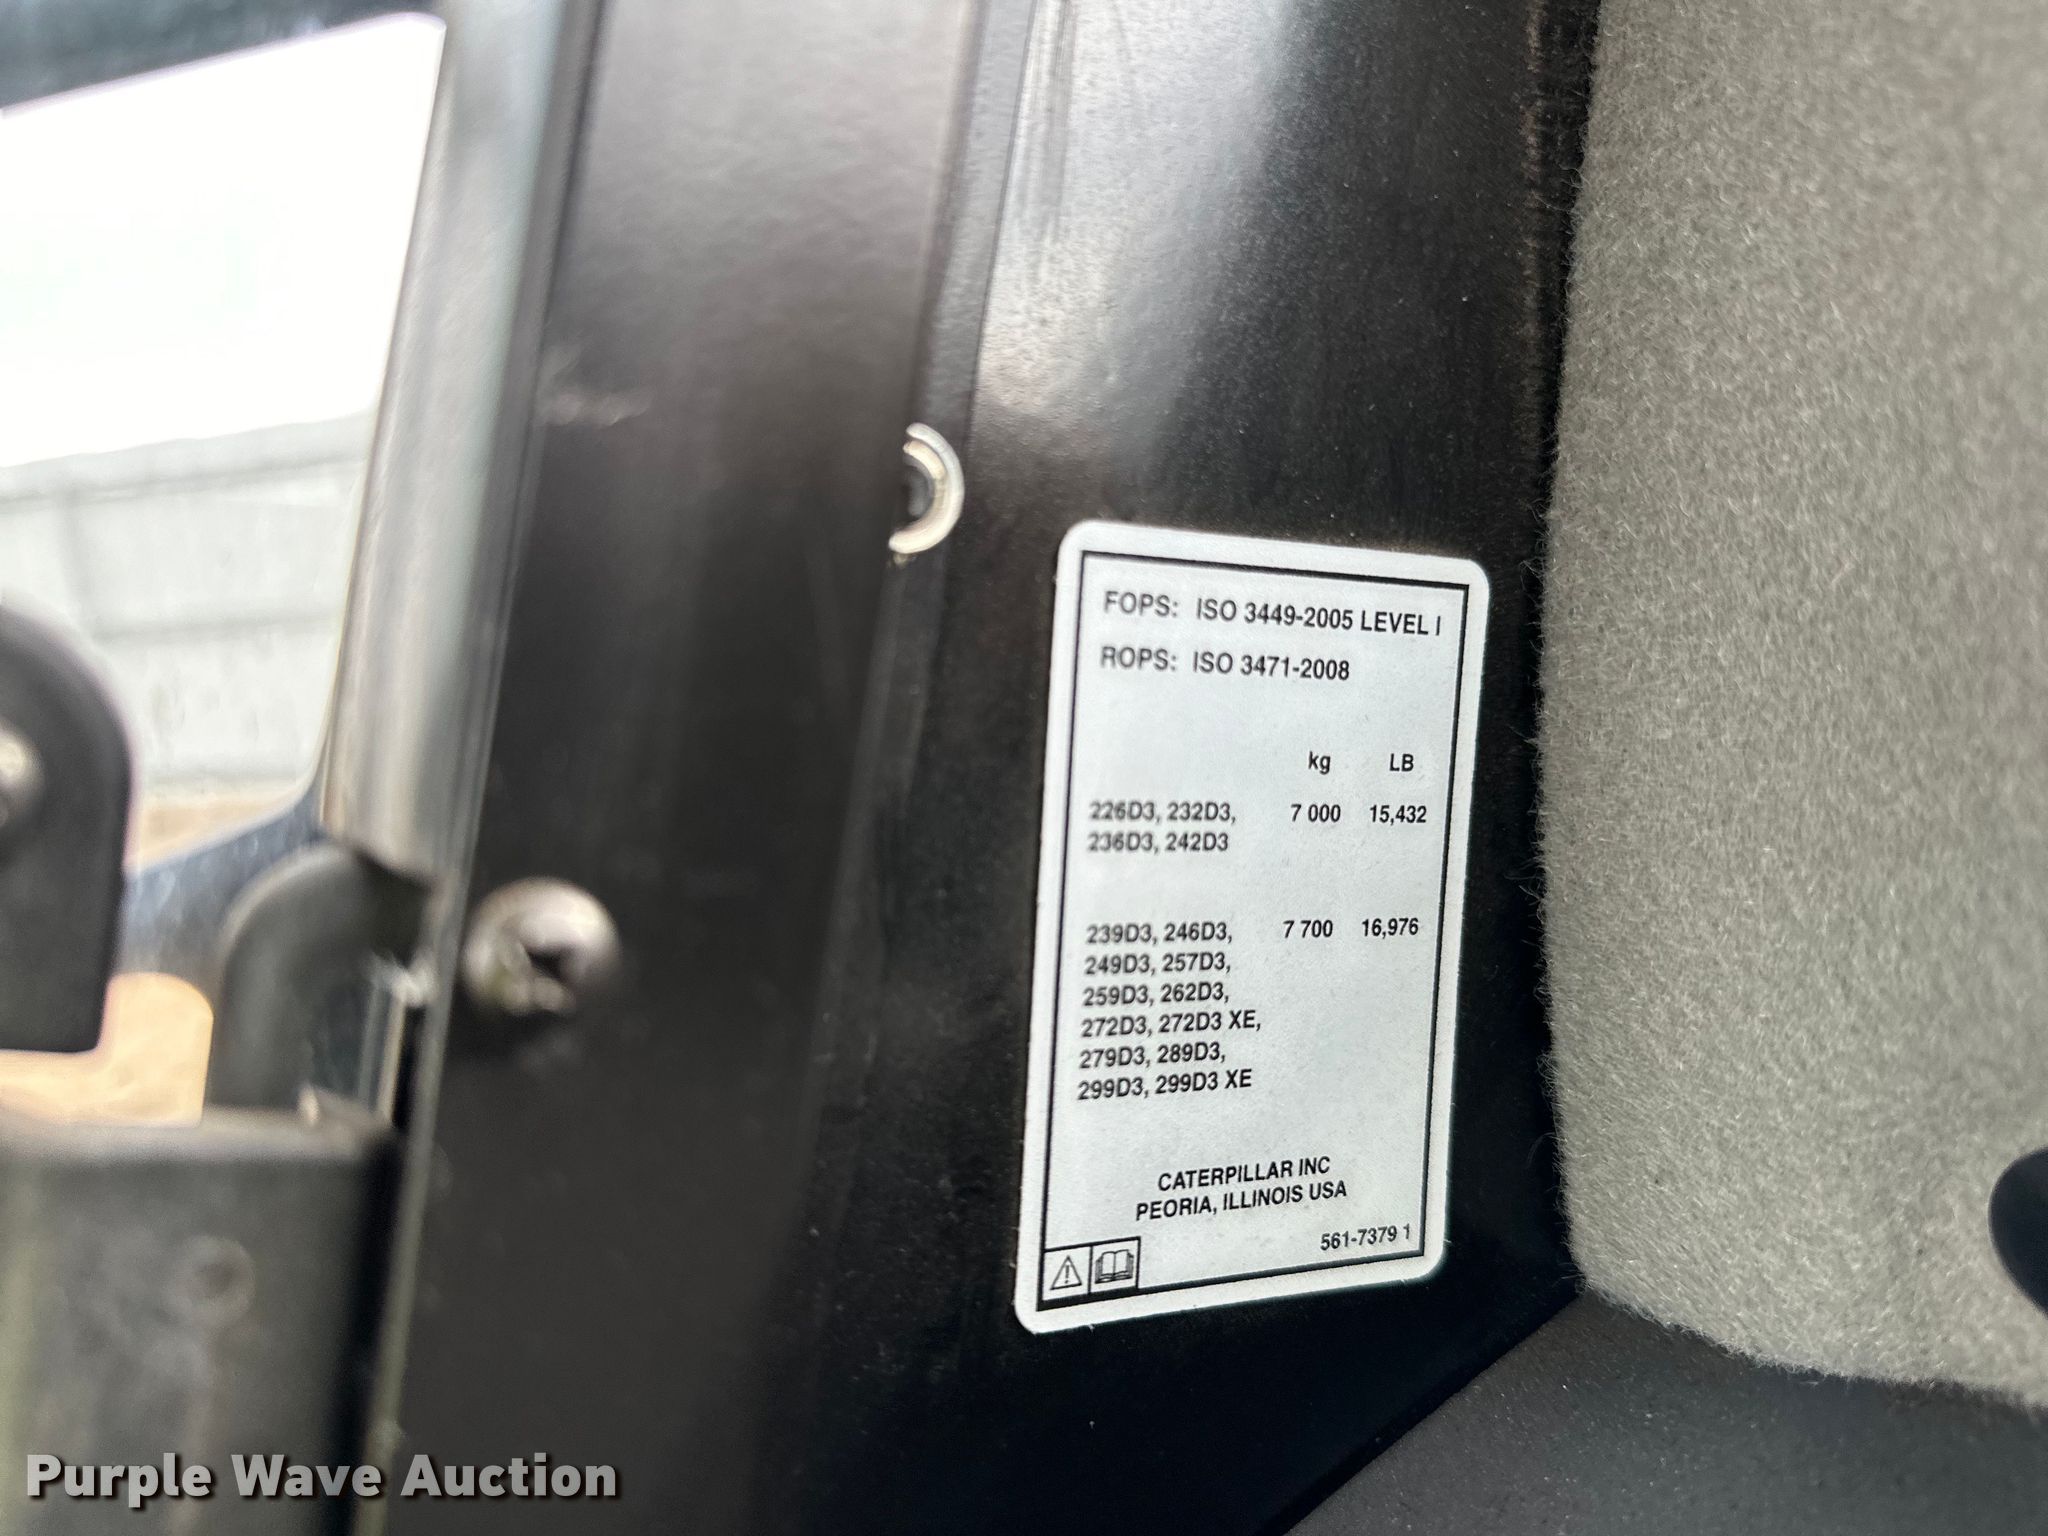 FOPS: ISO 3449-2005 LEVEL I
ROPS: ISO 3471-2008
kg LB
226D3, 232D3, 7 000 15,432
236D3, 242D3
239D3, 246D3, 7 700 16,976
249D3, 257D3,
259D3, 262D3,
272D3, 272D3 XE,
279D3, 289D3,
299D3, 299D3 XE
CATERPILLAR INC
PEORIA, ILLINOIS USA
561-7379 1
Purple Wave Auction